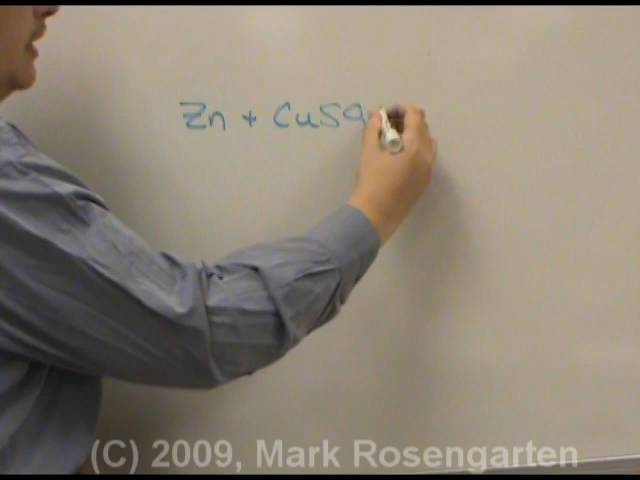 Zn + CuSO
(C) 2009, Mark Rosengarten